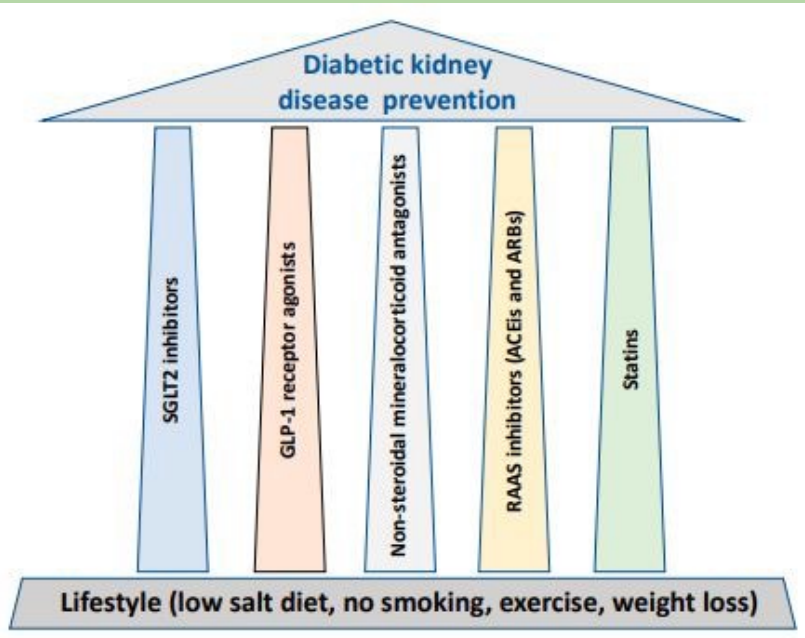 Diabetic kidney
disease prevention
SGLT2 inhibitors
GLP-1 receptor agonists
Non-steroidal mineralocorticoid antagonists
RAAS inhibitors (ACEis and ARBs)
Statins
Lifestyle (low salt diet, no smoking, exercise, weight loss)